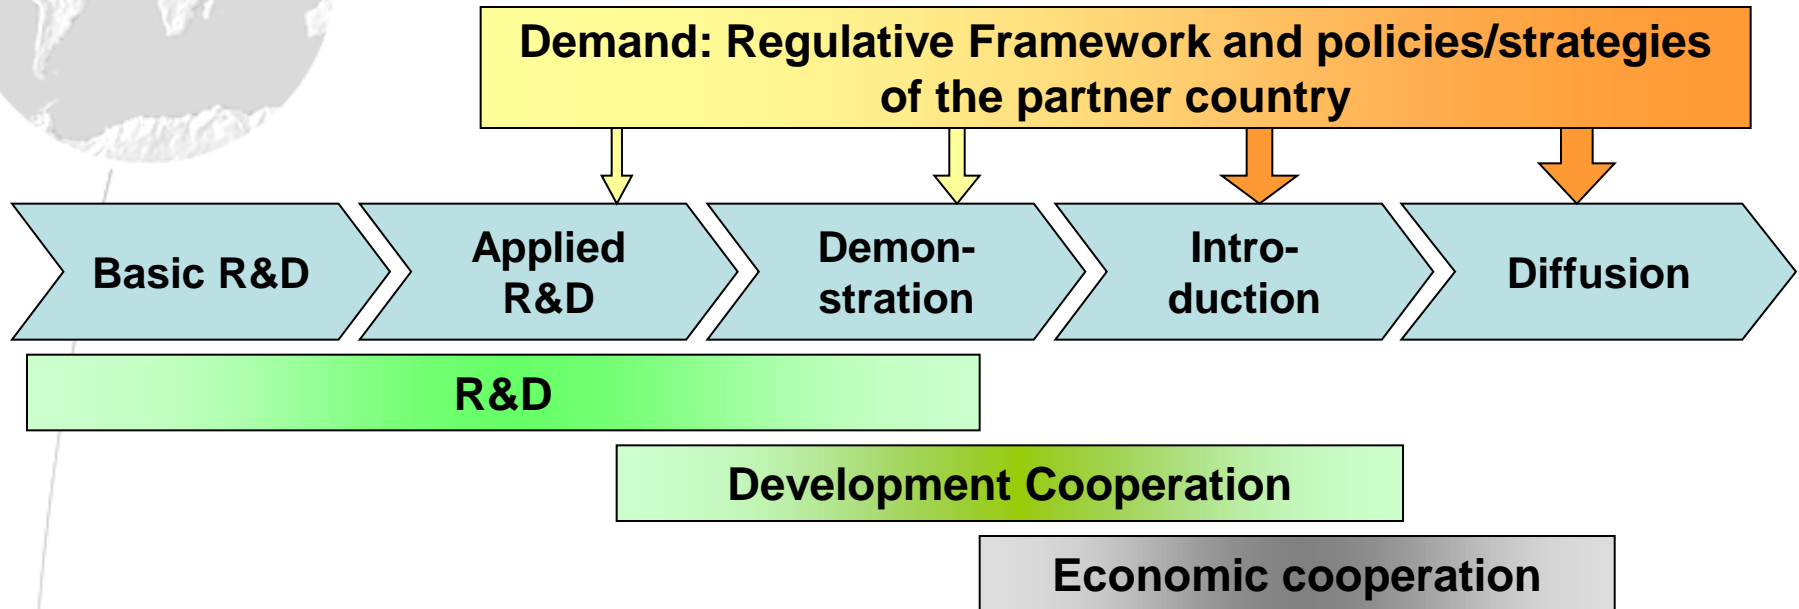 Demand: Regulative Framework and policies/strategies
of the partner country
Basic R&D
Applied
R&D
Demon-
stration
Intro-
duction
Diffusion
R&D
Development Cooperation
Economic cooperation